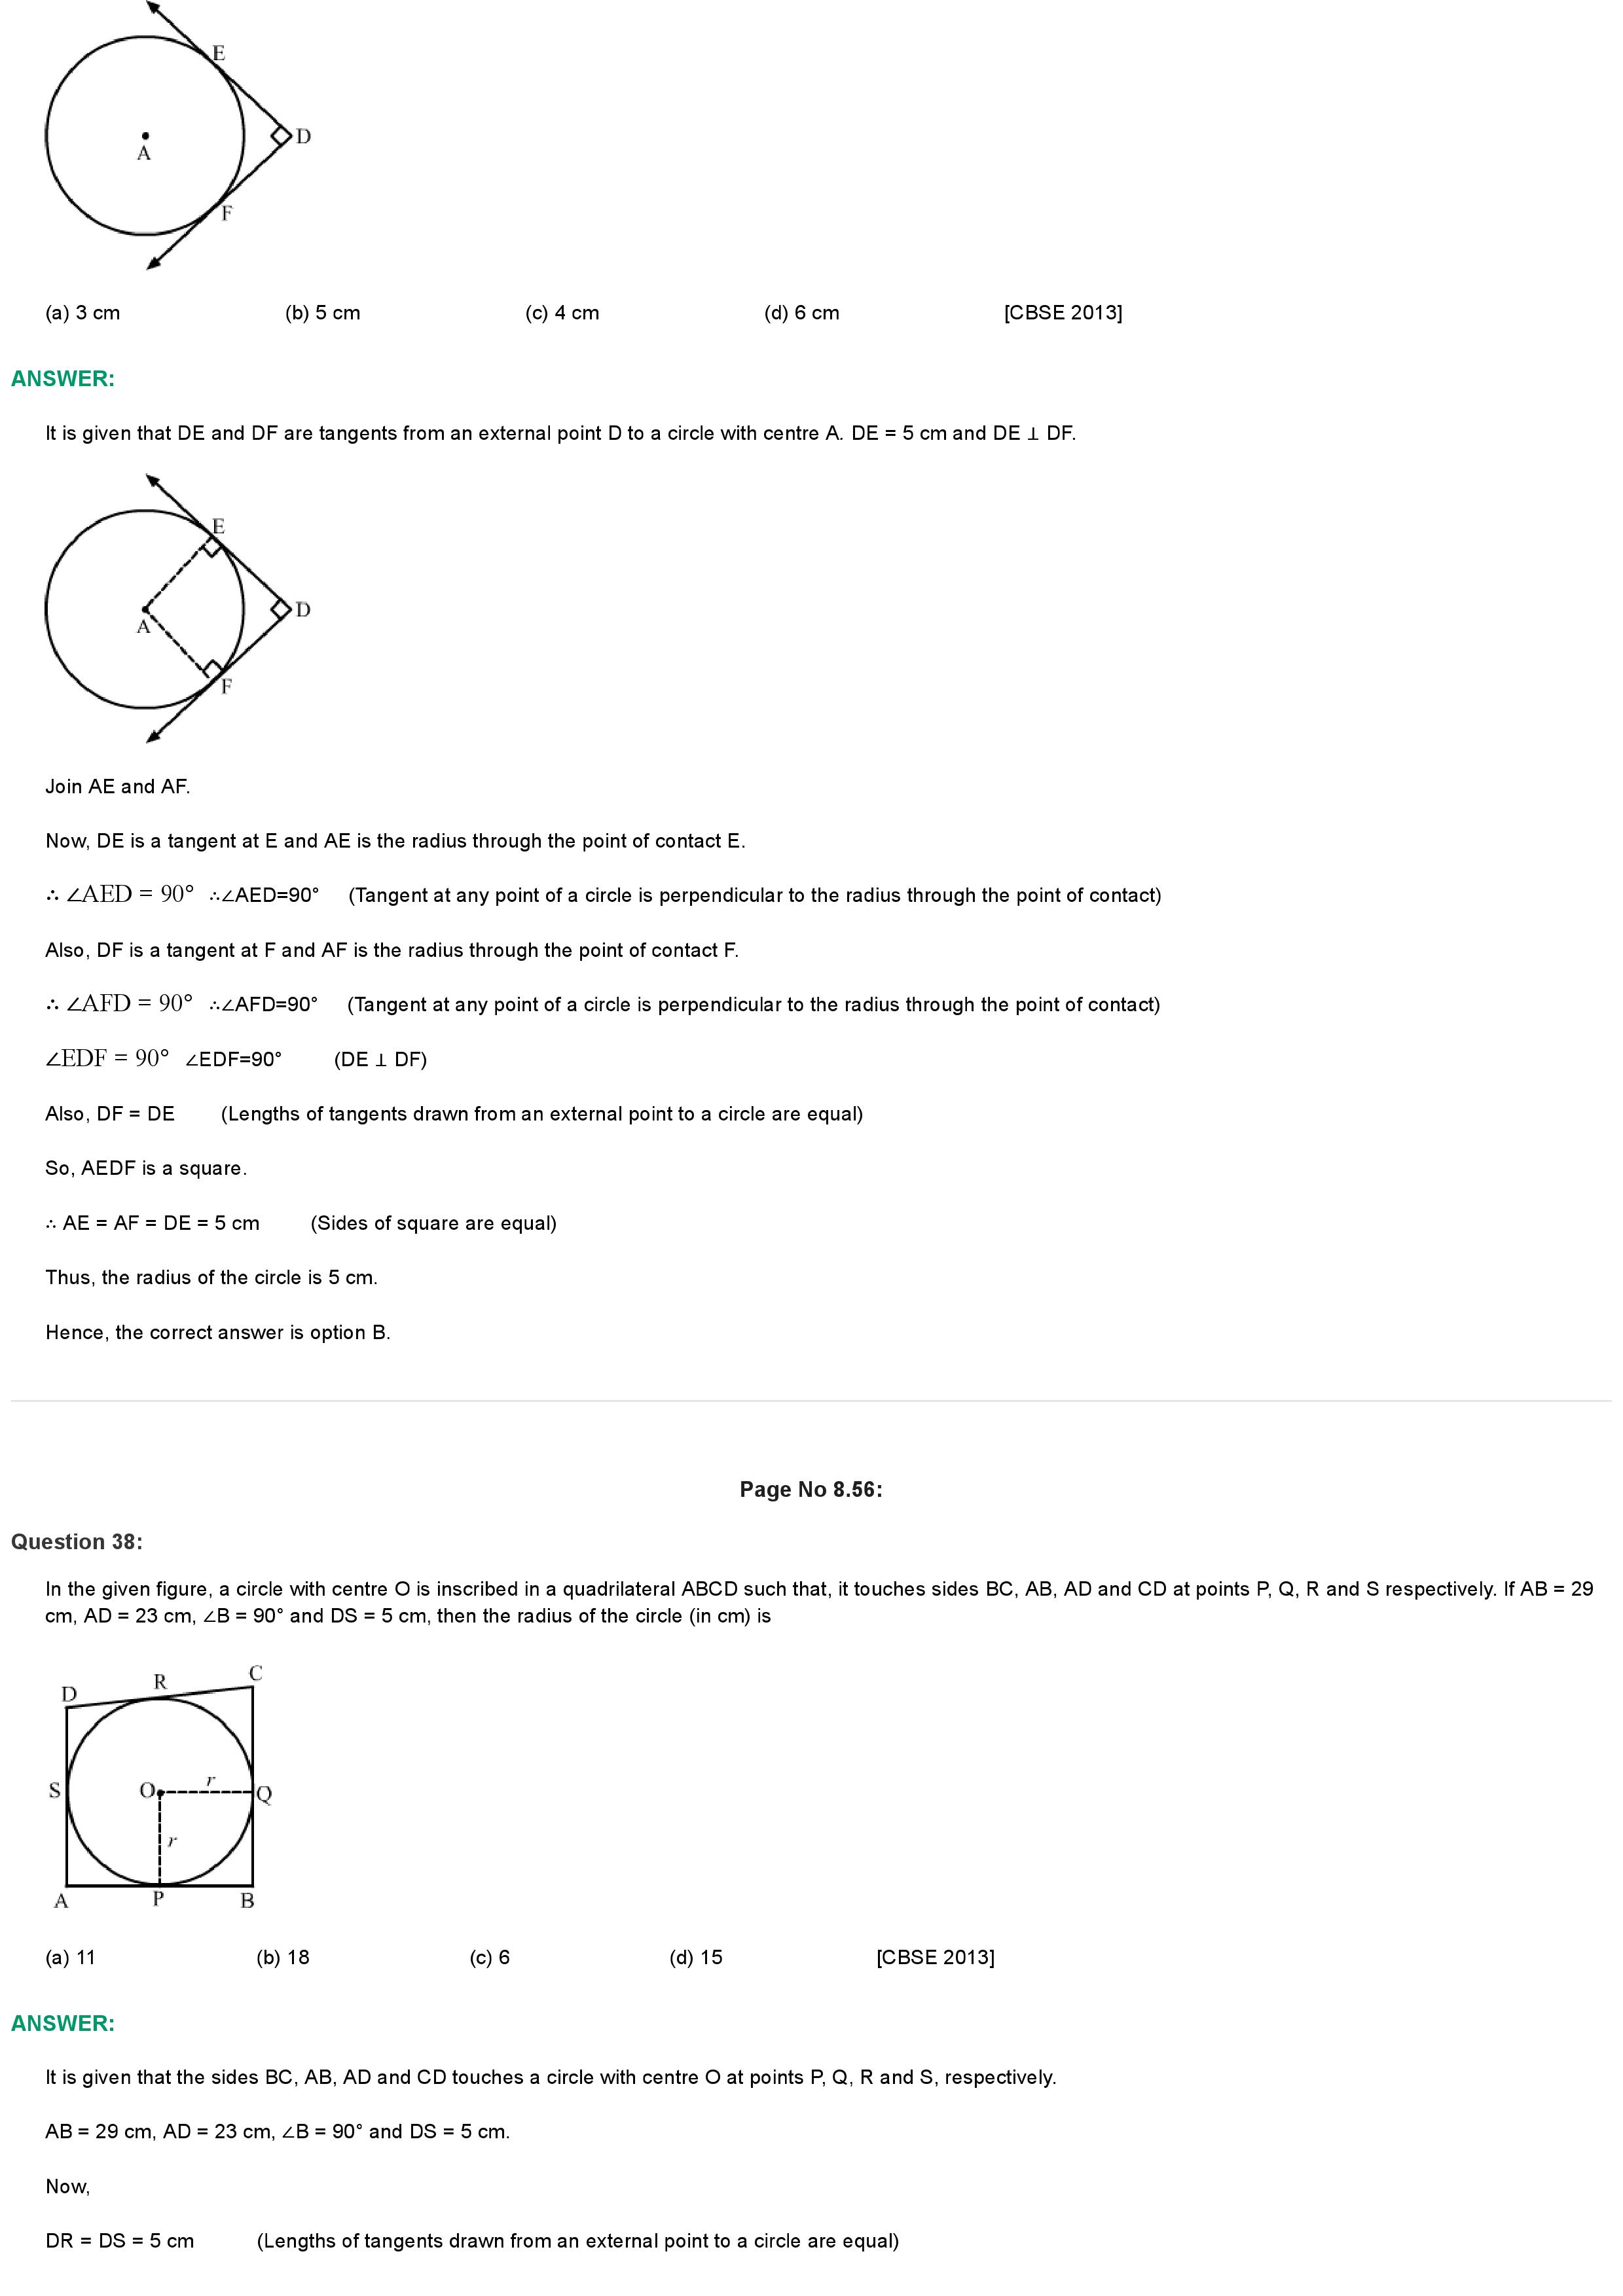 E
D
A
F
(a) 3 cm (b) 5 cm (c) 4 cm (d) 6 cm [CBSE 2013]
ANSWER:
It is given that DE and DF are tangents from an external point D to a circle with centre A. DE = 5 cm and DE ⊥ DF.
E
D
A
F
Join AE and AF.
Now, DE is a tangent at E and AE is the radius through the point of contact E.
∴ ∠AED = 90° ∴∠AED=90° (Tangent at any point of a circle is perpendicular to the radius through the point of contact)
Also, DF is a tangent at F and AF is the radius through the point of contact F.
∴ ∠AFD = 90° ∴∠AFD=90° (Tangent at any point of a circle is perpendicular to the radius through the point of contact)
∠EDF = 90° ∠EDF=90° (DE ⊥ DF)
Also, DF = DE (Lengths of tangents drawn from an external point to a circle are equal)
So, AEDF is a square.
∴ AE = AF = DE = 5 cm (Sides of square are equal)
Thus, the radius of the circle is 5 cm.
Hence, the correct answer is option B.
Page No 8.56:
Question 38:
In the given figure, a circle with centre O is inscribed in a quadrilateral ABCD such that, it touches sides BC, AB, AD and CD at points P, Q, R and S respectively. If AB = 29
cm, AD = 23 cm, ∠B = 90° and DS = 5 cm, then the radius of the circle (in cm) is
D R C
S O r Q
r
A P B
(a) 11 (b) 18 (c) 6 (d) 15 [CBSE 2013]
ANSWER:
It is given that the sides BC, AB, AD and CD touches a circle with centre O at points P, Q, R and S, respectively.
AB = 29 cm, AD = 23 cm, ∠B = 90° and DS = 5 cm.
Now,
DR = DS = 5 cm (Lengths of tangents drawn from an external point to a circle are equal)